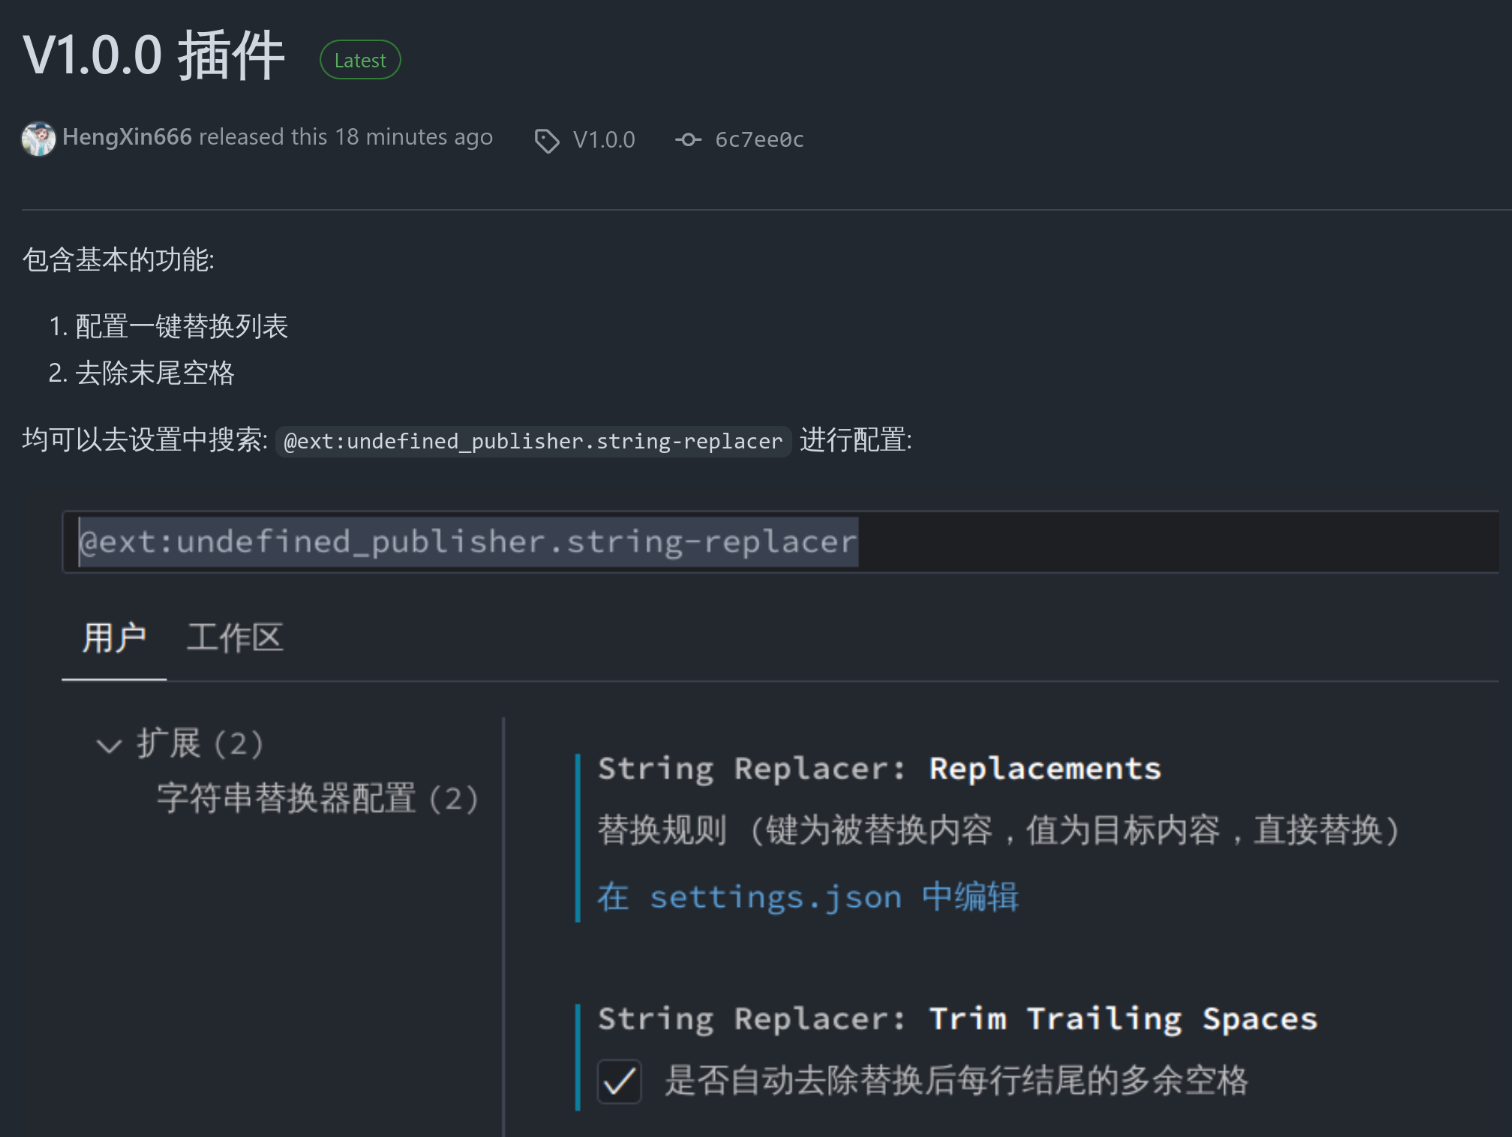 V1.0.0 插件 Latest
HengXin666 released this 18 minutes ago V1.0.0 6c7ee0c
包含基本的功能:
1. 配置一键替换列表
2. 去除末尾空格
均可以去设置中搜索: @ext:undefined_publisher.string-replacer 进行配置:
@ext:undefined_publisher.string-replacer
用户 工作区
扩展 (2)
字符串替换器配置 (2)
String Replacer: Replacements
替换规则 (键为被替换内容，值为目标内容，直接替换)
在 settings.json 中编辑
String Replacer: Trim Trailing Spaces
是否自动去除替换后每行结尾的多余空格